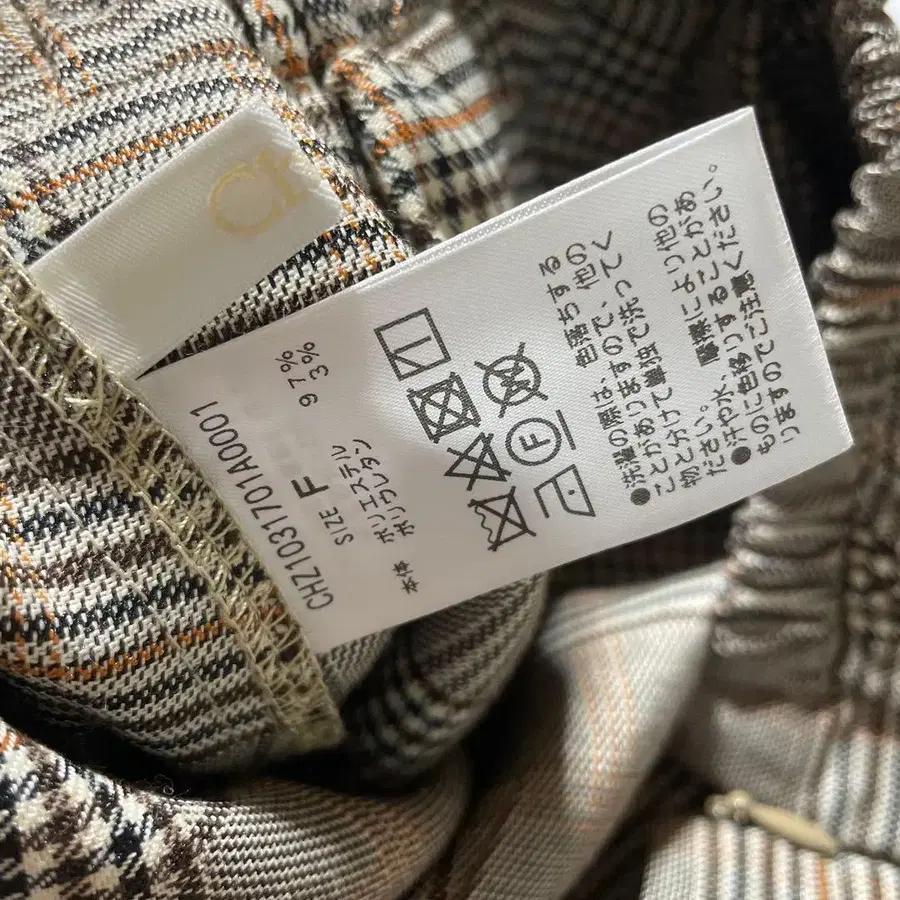 CHZ1031701A00001
SIZE F
本体 ポリエステル 97%
ポリウレタン 3%
F
●洗濯の際は、色落ちする
ことがありますので、他の
物と分けて単独で洗ってく
ださい。
●汗や水、摩擦により他の
ものに色移りすることがあ
りますのでご注意ください。